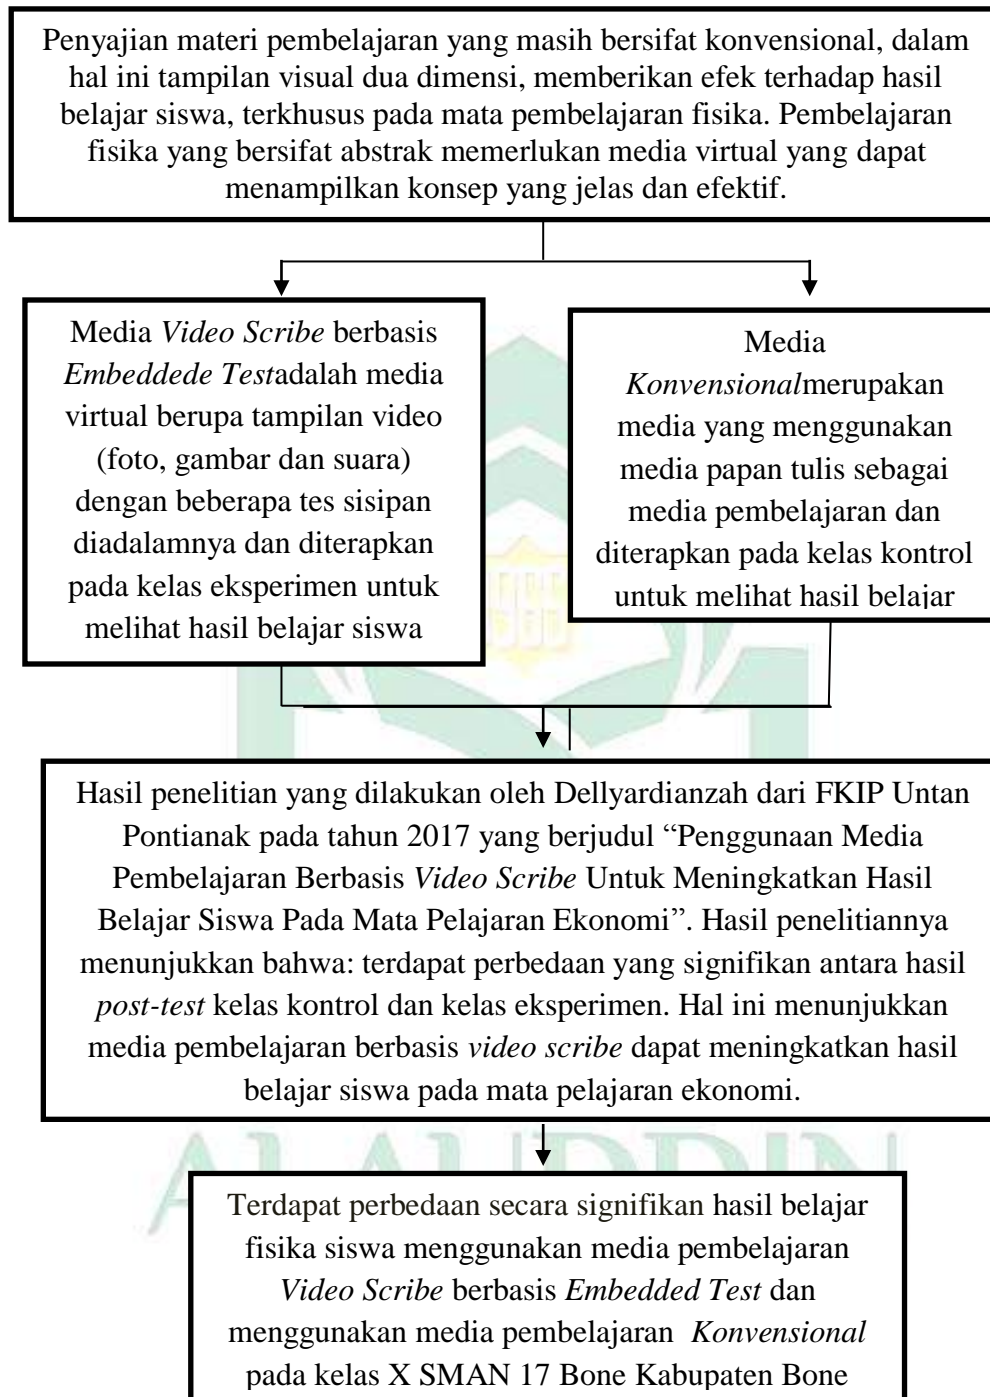 Penyajian materi pembelajaran yang masih bersifat konvensional, dalam
hal ini tampilan visual dua dimensi, memberikan efek terhadap hasil
belajar siswa, terkhusus pada mata pembelajaran fisika. Pembelajaran
fisika yang bersifat abstrak memerlukan media virtual yang dapat
menampilkan konsep yang jelas dan efektif.
Media Video Scribe berbasis
Embeddede Testadalah media
virtual berupa tampilan video
(foto, gambar dan suara)
dengan beberapa tes sisipan
diadalamnya dan diterapkan
pada kelas eksperimen untuk
melihat hasil belajar siswa
Media
Konvensionalmerupakan
media yang menggunakan
media papan tulis sebagai
media pembelajaran dan
diterapkan pada kelas kontrol
untuk melihat hasil belajar
Hasil penelitian yang dilakukan oleh Dellyardianzah dari FKIP Untan
Pontianak pada tahun 2017 yang berjudul “Penggunaan Media
Pembelajaran Berbasis Video Scribe Untuk Meningkatkan Hasil
Belajar Siswa Pada Mata Pelajaran Ekonomi”. Hasil penelitiannya
menunjukkan bahwa: terdapat perbedaan yang signifikan antara hasil
post-test kelas kontrol dan kelas eksperimen. Hal ini menunjukkan
media pembelajaran berbasis video scribe dapat meningkatkan hasil
belajar siswa pada mata pelajaran ekonomi.
ALAUDDIN
Terdapat perbedaan secara signifikan hasil belajar
fisika siswa menggunakan media pembelajaran
Video Scribe berbasis Embedded Test dan
menggunakan media pembelajaran Konvensional
pada kelas X SMAN 17 Bone Kabupaten Bone